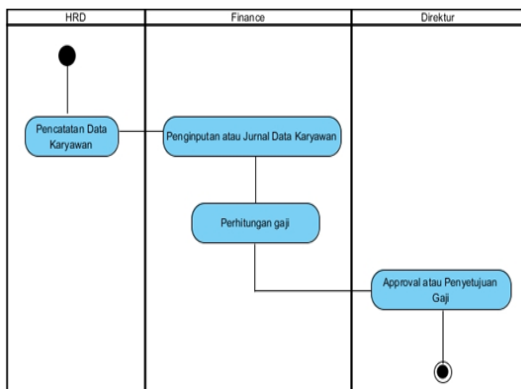 HRD
Finance
Direktur
Pencatatan Data
Karyawan
Penginputan atau Jurnal Data Karyawan
Perhitungan gaji
Approval atau Penyetujuan
Gaji